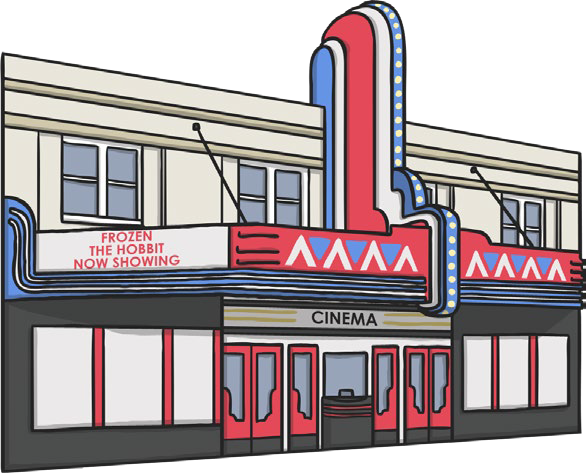 FROZEN
THE HOBBIT
NOW SHOWING
CINEMA